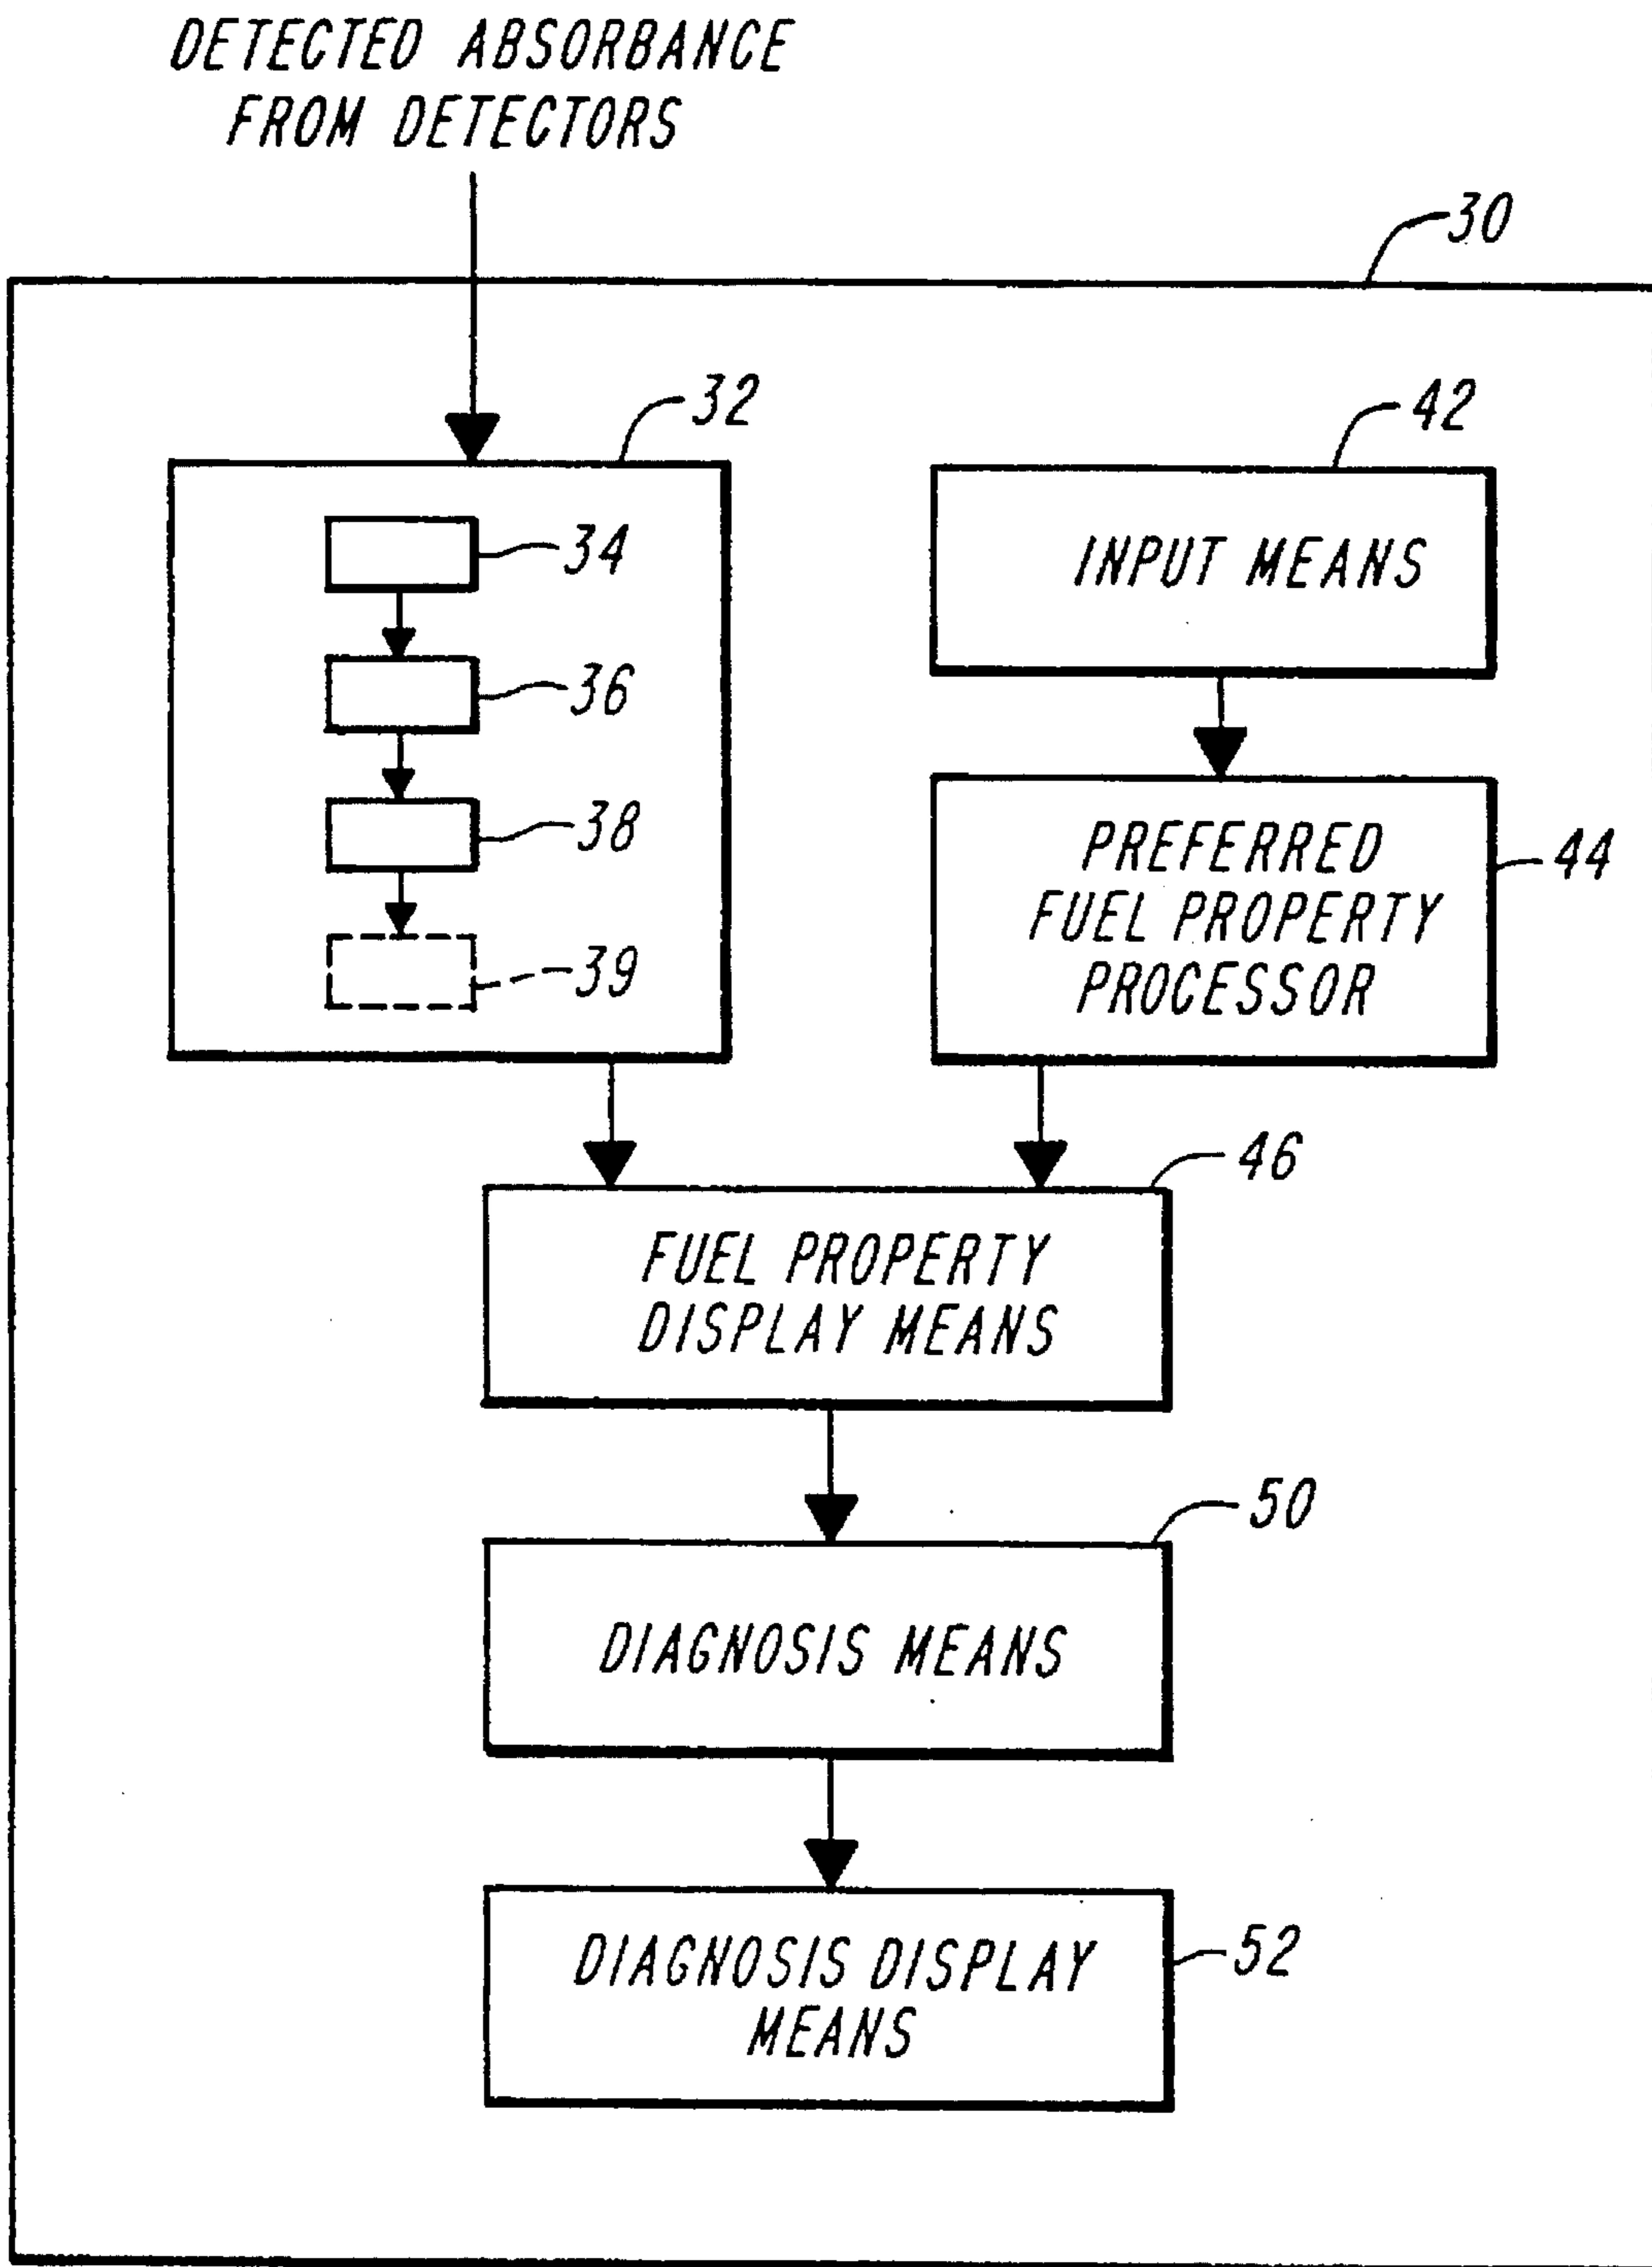 DETECTED ABSORBANCE
FROM DETECTORS
30
32
42
34
INPUT MEANS
36
38
PREFERRED
FUEL PROPERTY
PROCESSOR
44
39
46
FUEL PROPERTY
DISPLAY MEANS
50
DIAGNOSIS MEANS
DIAGNOSIS DISPLAY
MEANS
52